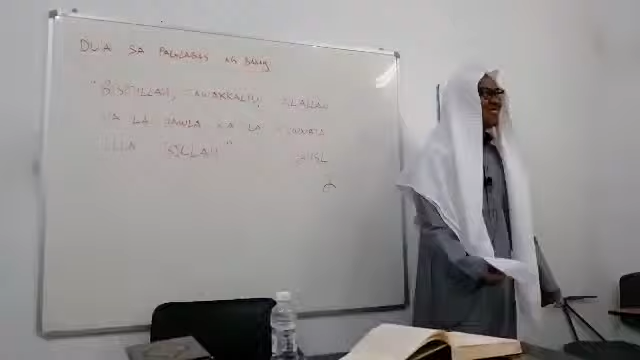 DUA SA PAGLABAS NG BAHAY
"BISMILLAH, TAWAKKALTU ALALLAH
WA LA HAWLA WA LA QUWWATA
ILLA BILLAH"